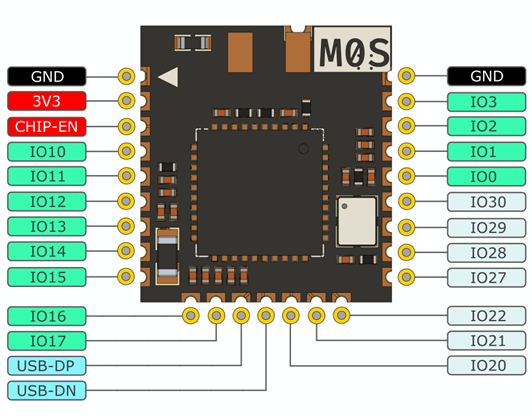 M0S
GND
3V3
CHIP-EN
IO10
IO11
IO12
IO13
IO14
IO15
IO16
IO17
USB-DP
USB-DN
GND
IO3
IO2
IO1
IO0
IO30
IO29
IO28
IO27
IO22
IO21
IO20